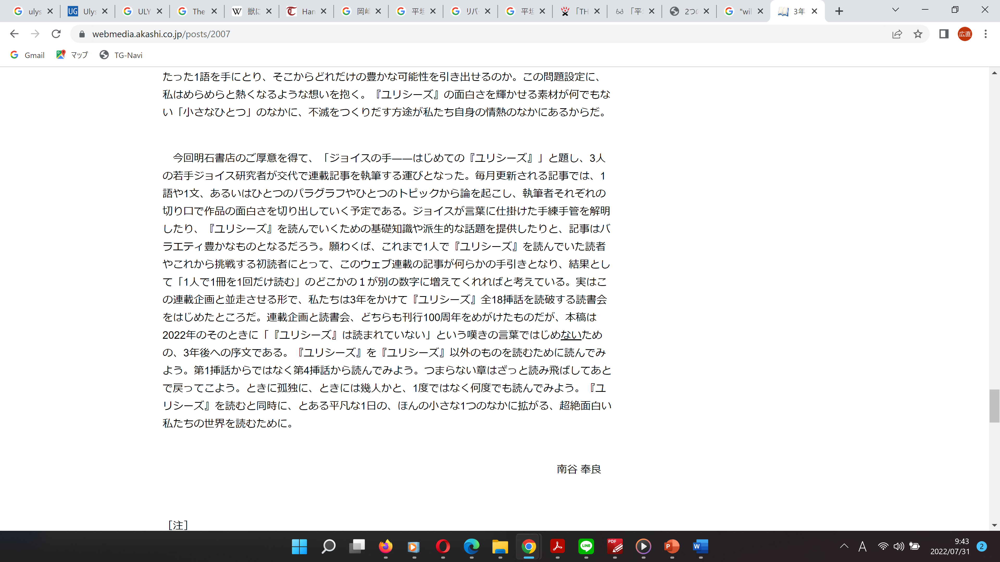 ulys
Ulys
ULY
The
獣に
Han
岡崎
平坦
リバ
平坦
「TH
「平
2つの
"wil
3年
webmedia.akashi.co.jp/posts/2007
広直
Gmail
マップ
TG-Navi
たった1語を手にとり、そこからどれだけの豊かな可能性を引き出せるのか。この問題設定に、
私はめらめらと熱くなるような想いを抱く。『ユリシーズ』の面白さを輝かせる素材が何でもな
い「小さなひとつ」のなかに、不滅をつくりだす方途が私たち自身の情熱のなかにあるからだ。
今回明石書店のご厚意を得て、「ジョイスの手――はじめての『ユリシーズ』」と題し、3人
の若手ジョイス研究者が交代で連載記事を執筆する運びとなった。毎月更新される記事では、1
語や1文、あるいはひとつのパラグラフやひとつのトピックから論を起こし、執筆者それぞれの
切り口で作品の面白さを切り出していく予定である。ジョイスが言葉に仕掛けた手練手管を解明
したり、『ユリシーズ』を読んでいくための基礎知識や派生的な話題を提供したりと、記事はバ
ラエティ豊かなものとなるだろう。願わくば、これまで1人で『ユリシーズ』を読んでいた読者
やこれから挑戦する初読者にとって、このウェブ連載の記事が何らかの手引きとなり、結果とし
て「1人で1冊を1回だけ読む」のどこかの１が別の数字に増えてくれればと考えている。実はこ
の連載企画と並走させる形で、私たちは3年をかけて『ユリシーズ』全18挿話を読破する読書会
をはじめたところだ。連載企画と読書会、どちらも刊行100周年をめがけたものだが、本稿は
2022年のそのときに「『ユリシーズ』は読まれていない」という嘆きの言葉ではじめないため
の、3年後への序文である。『ユリシーズ』を『ユリシーズ』以外のものを読むために読んでみ
よう。第1挿話からではなく第4挿話から読んでみよう。つまらない章はざっと読み飛ばしてあと
で戻ってこよう。ときに孤独に、ときには幾人かと、1度ではなく何度でも読んでみよう。『ユ
リシーズ』を読むと同時に、とある平凡な1日の、ほんの小さな1つのなかに拡がる、超絶面白い
私たちの世界を読むために。
南谷 奉良
［注］
A
9:43
2022/07/31
2